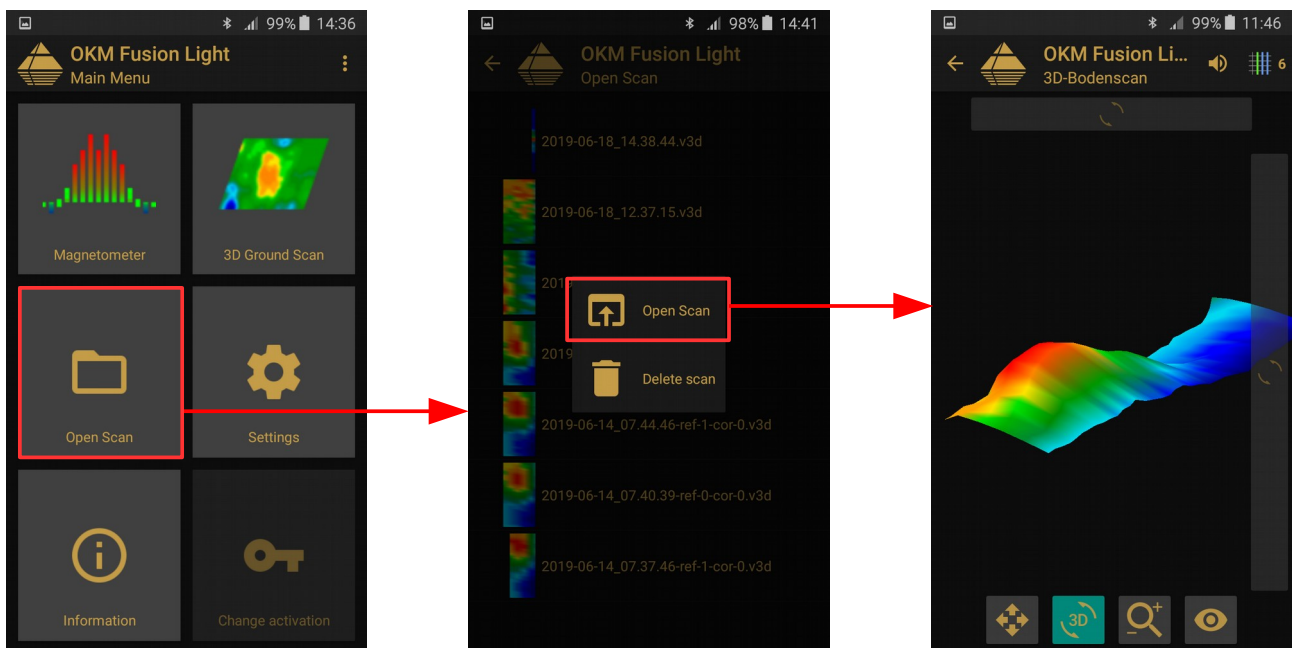 99% 14:36
OKM Fusion Light
Main Menu
Magnetometer
3D Ground Scan
Open Scan
Settings
Information
Change activation
98% 14:41
OKM Fusion Light
Open Scan
2019-06-18_14.38.44.v3d
2019-06-18_12.37.15.v3d
201
Open Scan
2019
Delete scan
2019-06-14_07.44.46-ref-1-cor-0.v3d
2019-06-14_07.40.39-ref-0-cor-0.v3d
2019-06-14_07.37.46-ref-1-cor-0.v3d
99% 11:46
OKM Fusion Li...
3D-Bodenscan
6
3D